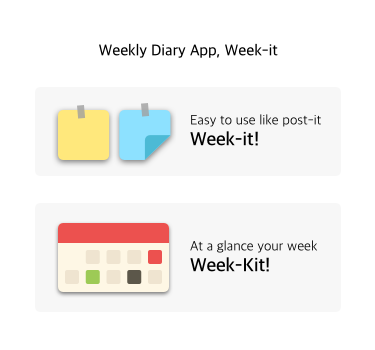 Weekly Diary App, Week-it
Easy to use like post-it
Week-it!
At a glance your week
Week-Kit!